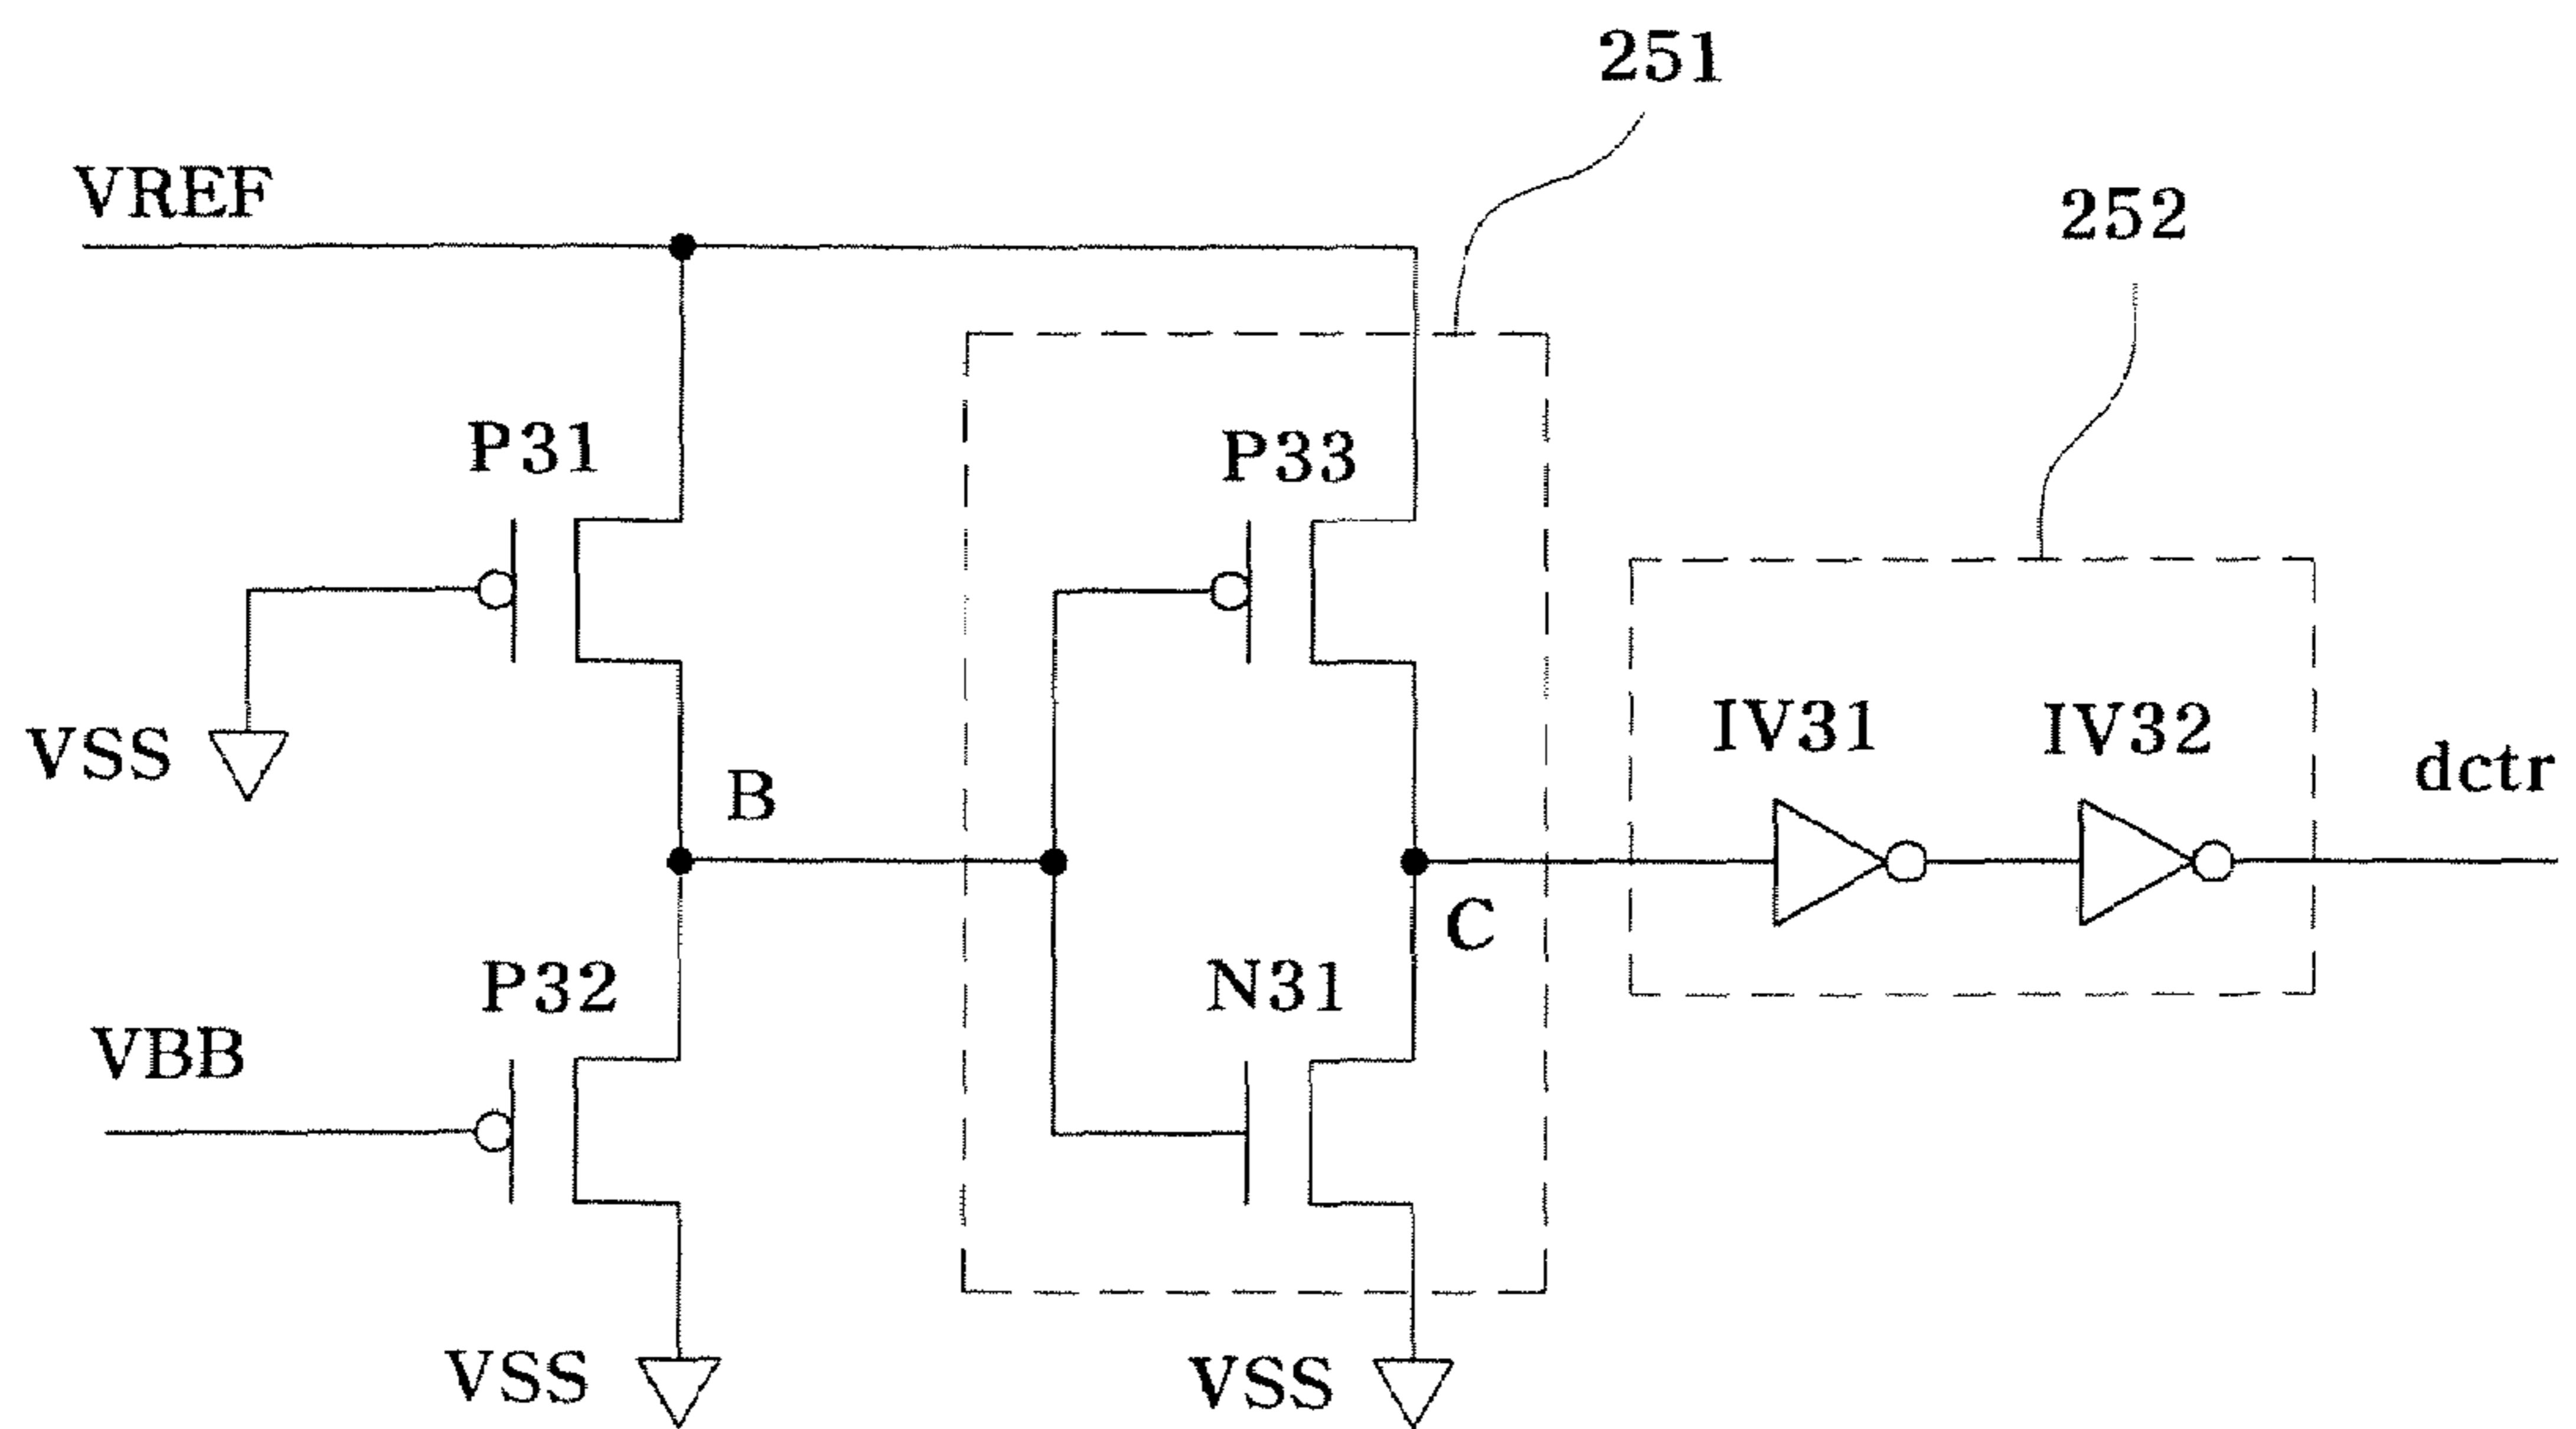 251
252
VREF
P31
P33
VSS
B
IV31
IV32
dctr
C
P32
N31
VBB
VSS
VSS